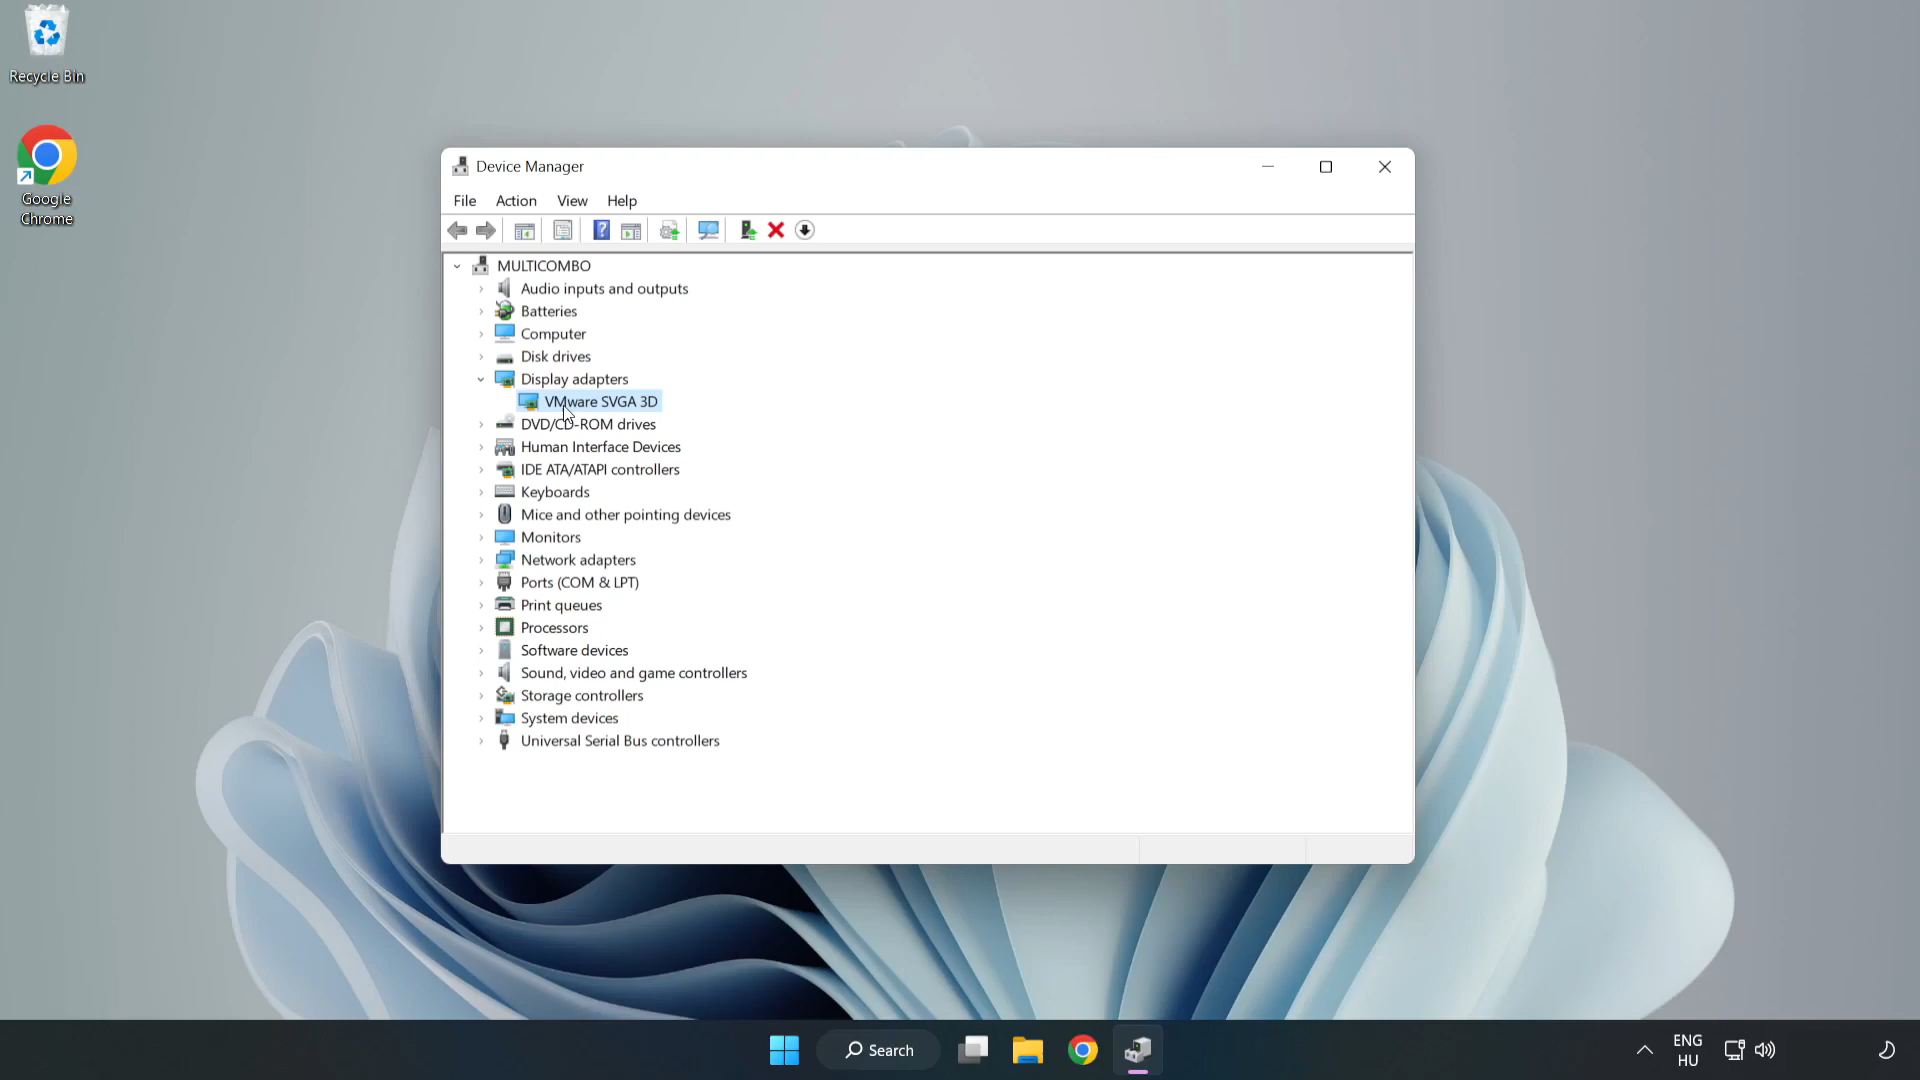 Recycle Bin
Google
Chrome
Device Manager
File Action View Help
MULTICOMBO
Audio inputs and outputs
Batteries
Computer
Disk drives
Display adapters
VMware SVGA 3D
DVD/CD-ROM drives
Human Interface Devices
IDE ATA/ATAPI controllers
Keyboards
Mice and other pointing devices
Monitors
Network adapters
Ports (COM & LPT)
Print queues
Processors
Software devices
Sound, video and game controllers
Storage controllers
System devices
Universal Serial Bus controllers
Search
ENG
HU